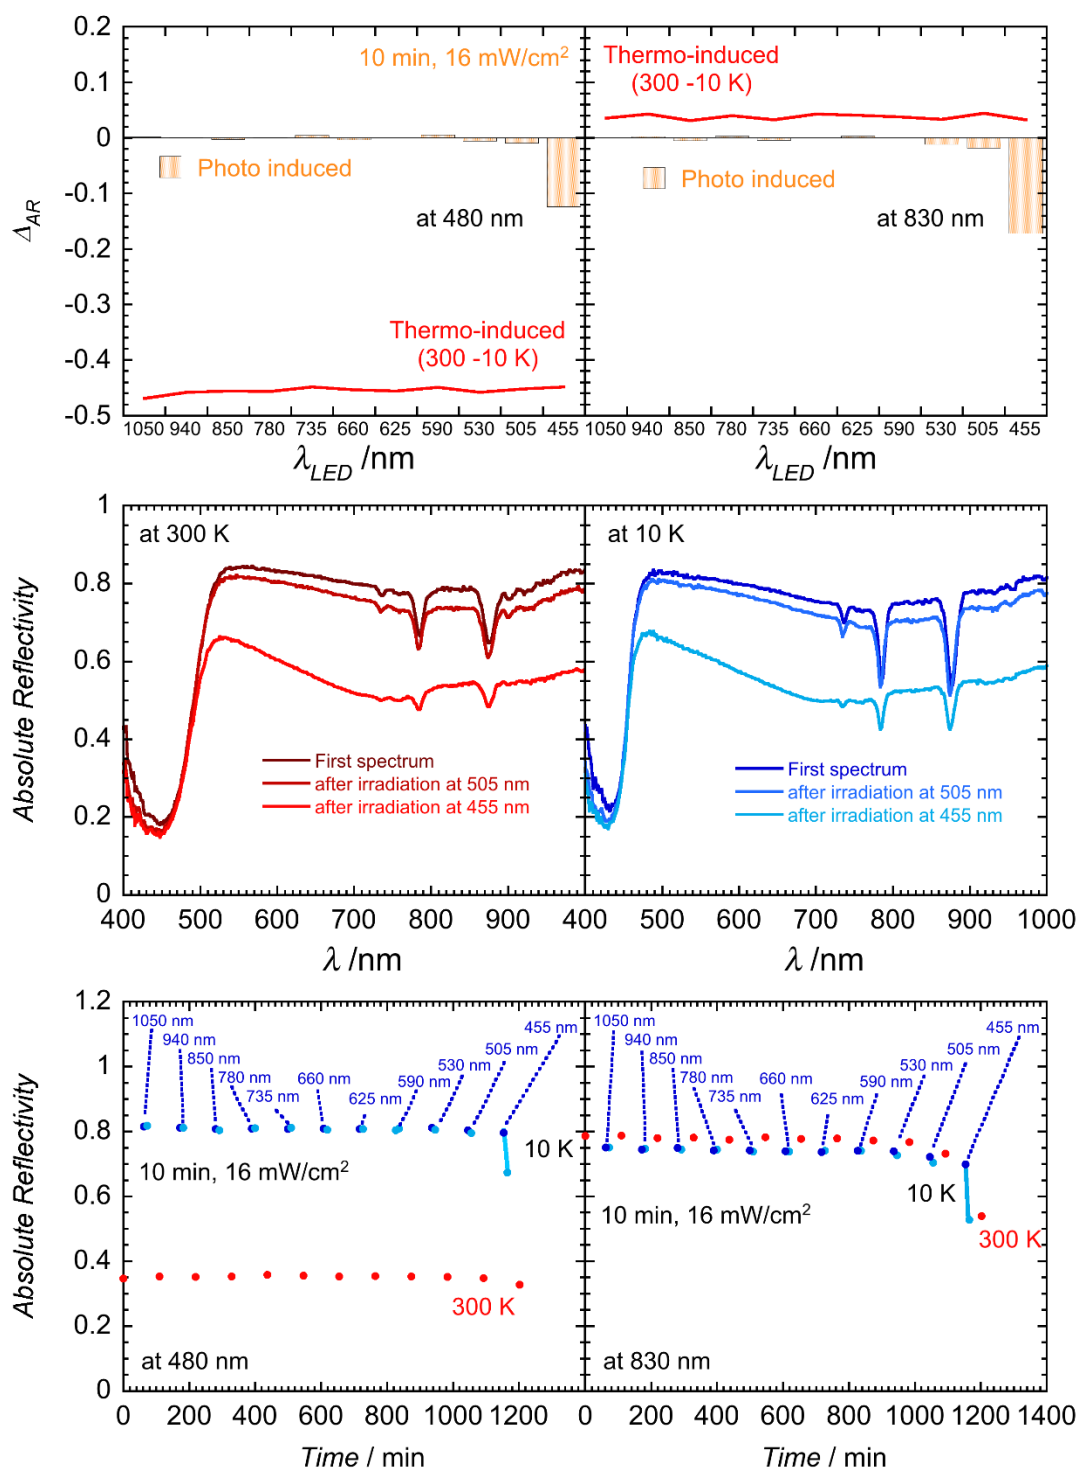 0.2
0.1
0
-0.1
-0.2
-0.3
-0.4
-0.5
Δ_AR
10 min, 16 mW/cm²
Photo induced
at 480 nm
Thermo-induced
(300 -10 K)
1050 940 850 780 735 660 625 590 530 505 455
λ_LED /nm
Thermo-induced
(300 -10 K)
Photo induced
at 830 nm
1050 940 850 780 735 660 625 590 530 505 455
λ_LED /nm
1
0.8
0.6
0.4
0.2
0
Absolute Reflectivity
at 300 K
First spectrum
after irradiation at 505 nm
after irradiation at 455 nm
400 500 600 700 800 900
λ /nm
at 10 K
First spectrum
after irradiation at 505 nm
after irradiation at 455 nm
400 500 600 700 800 900 1000
λ /nm
1.2
1
0.8
0.6
0.4
0.2
0
Absolute Reflectivity
1050 nm
940 nm
850 nm
780 nm
735 nm
660 nm
625 nm
590 nm
530 nm
505 nm
455 nm
10 K
10 min, 16 mW/cm²
300 K
at 480 nm
0 200 400 600 800 1000 1200
Time / min
1050 nm
940 nm
850 nm
780 nm
735 nm
660 nm
625 nm
590 nm
530 nm
505 nm
455 nm
10 K
10 min, 16 mW/cm²
300 K
at 830 nm
0 200 400 600 800 1000 1200 1400
Time / min